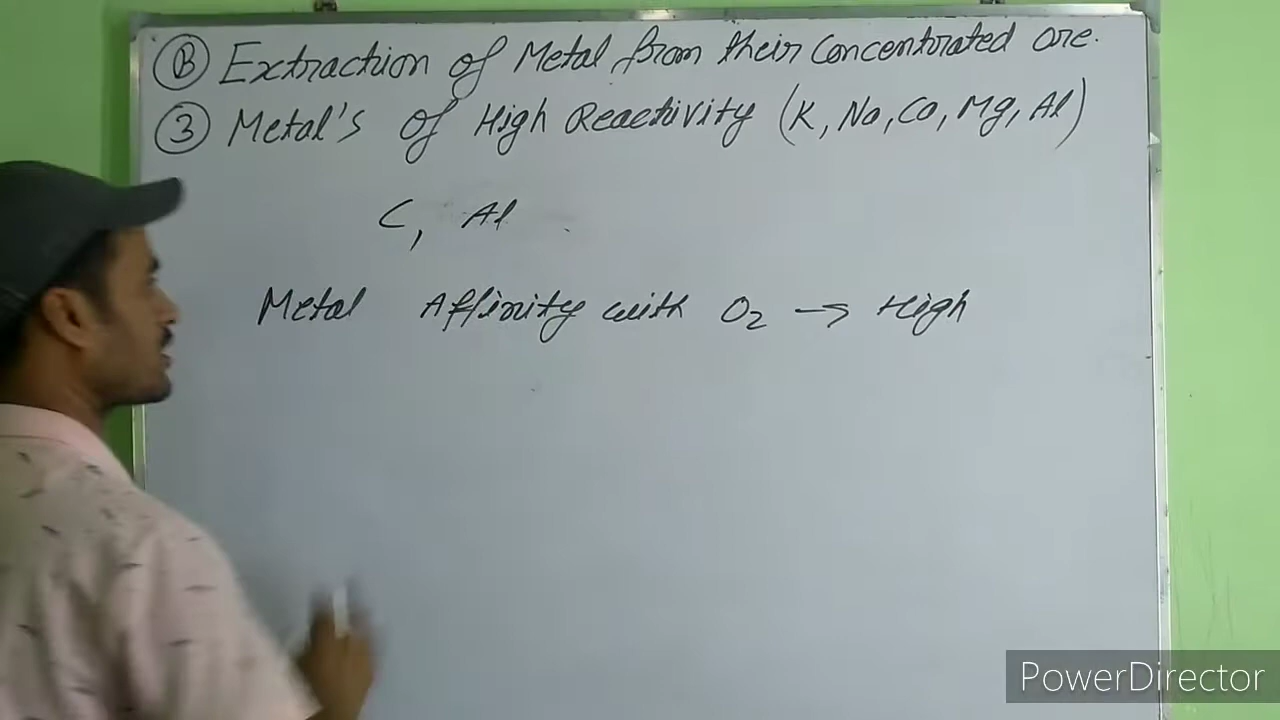 Ⓑ Extraction of Metal from their Concentrated ore.
③ Metal's of High Reactivity (K, Na, Ca, Mg, Al)
C, Al
Metal Affinity with O₂ → High
PowerDirector